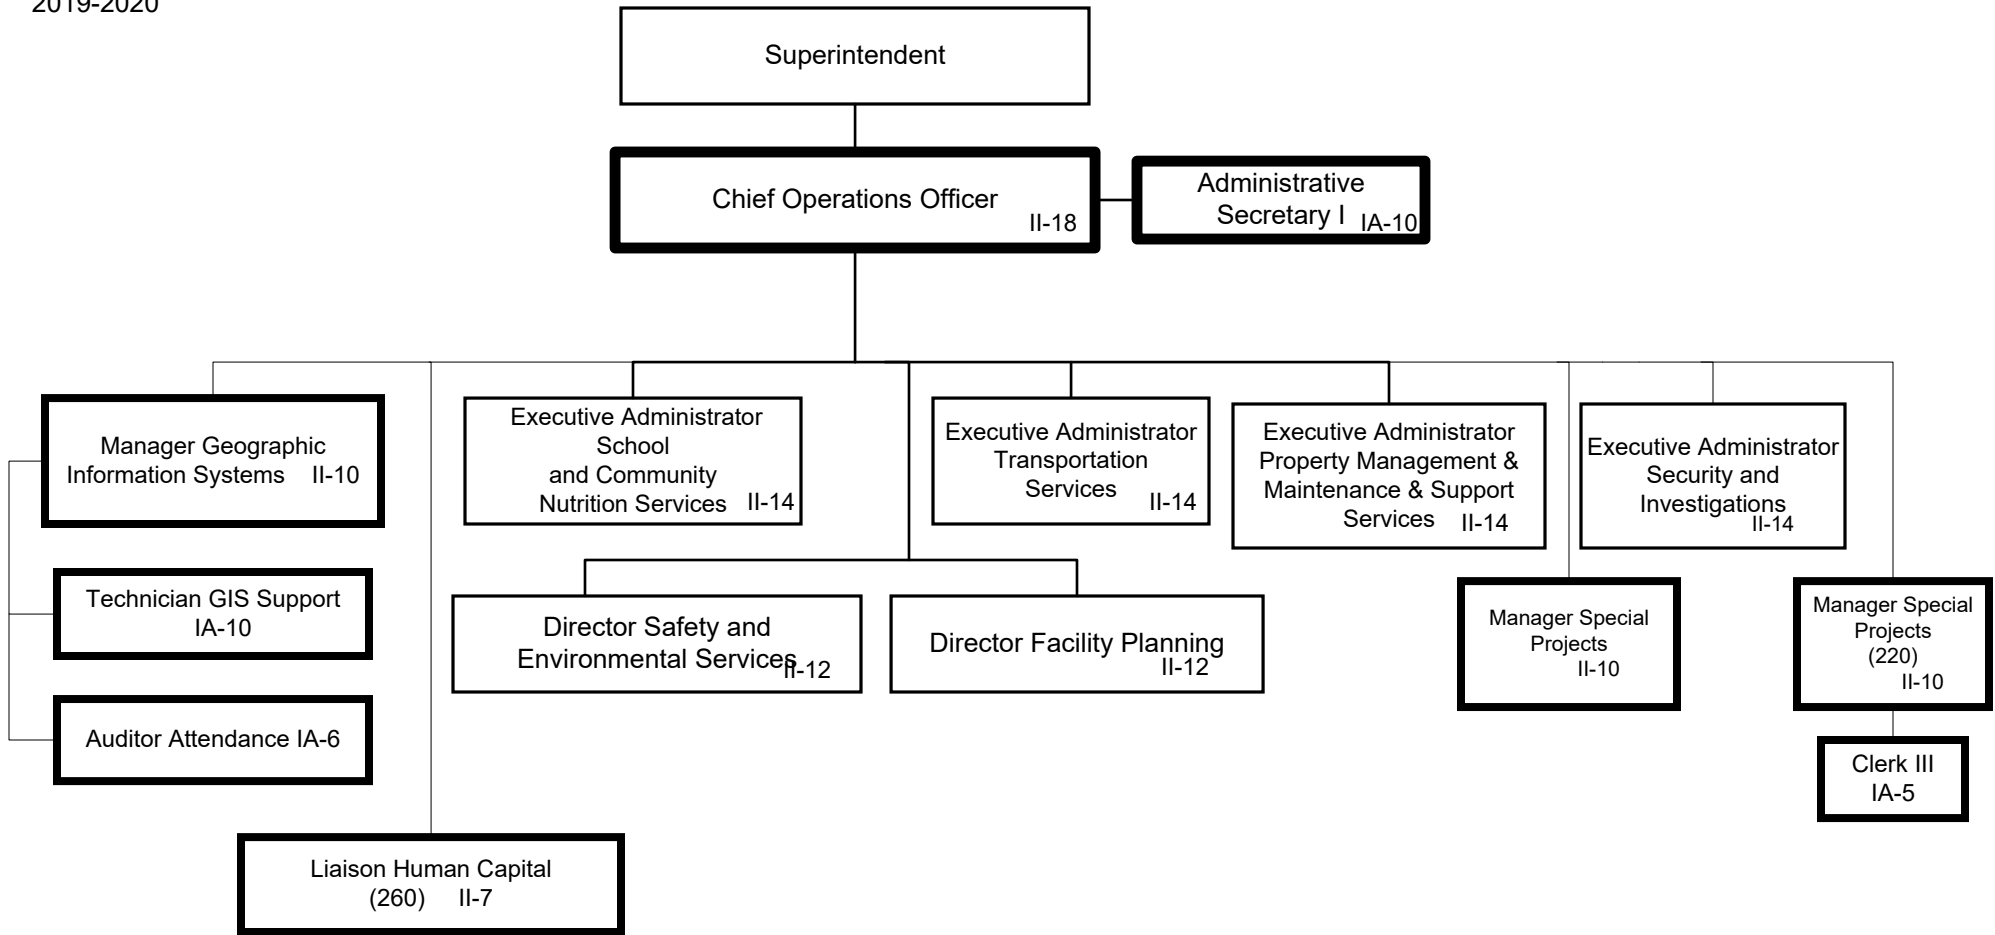 2019-2020
Superintendent
Chief Operations Officer
II-18
Administrative
Secretary I IA-10
Manager Geographic
Information Systems II-10
Executive Administrator
School
and Community
Nutrition Services II-14
Executive Administrator
Transportation
Services
II-14
Executive Administrator
Property Management &
Maintenance & Support
Services II-14
Executive Administrator
Security and
Investigations
II-14
Technician GIS Support
IA-10
Director Safety and
Environmental Services
II-12
Director Facility Planning
II-12
Manager Special
Projects
II-10
Manager Special
Projects
(220)
II-10
Auditor Attendance IA-6
Clerk III
IA-5
Liaison Human Capital
(260) II-7